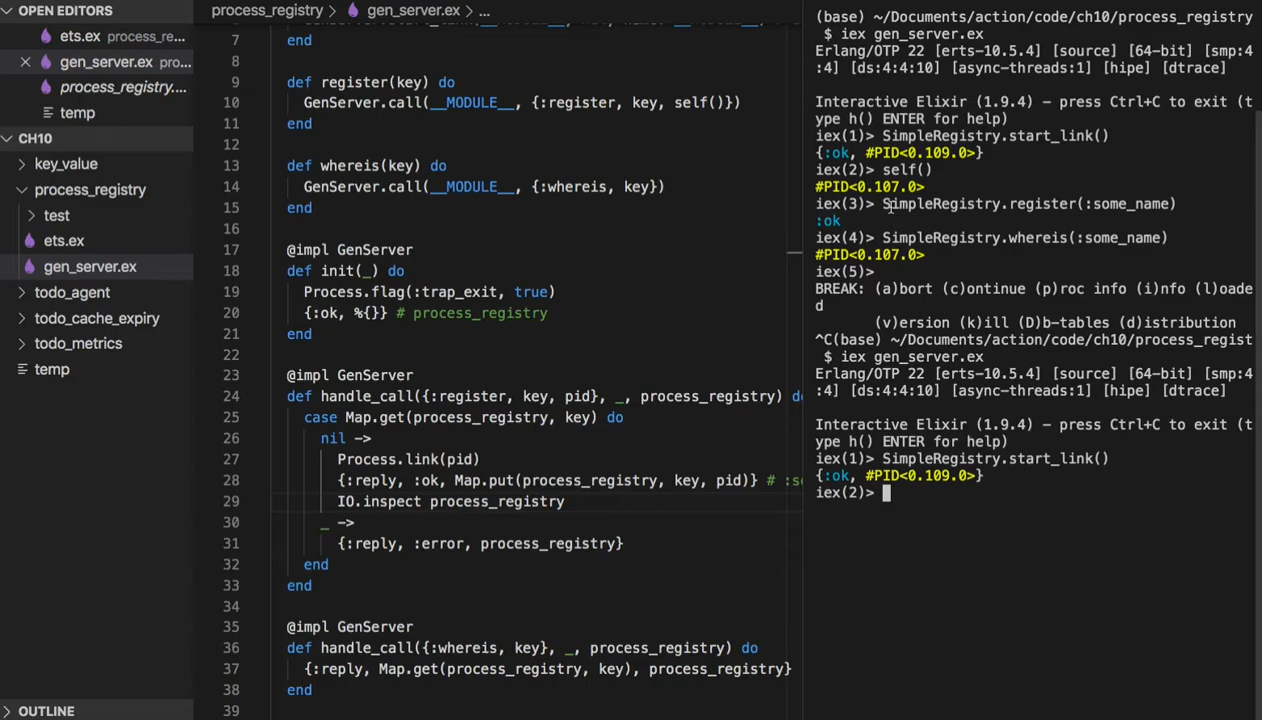 OPEN EDITORS
ets.ex process_re...
gen_server.ex pro...
process_registry....
temp
CH10
key_value
process_registry
test
ets.ex
gen_server.ex
todo_agent
todo_cache_expiry
todo_metrics
temp
OUTLINE
process_registry > gen_server.ex > ...
7 end
8
9 def register(key) do
10 GenServer.call(__MODULE__, {:register, key, self()})
11 end
12
13 def whereis(key) do
14 GenServer.call(__MODULE__, {:whereis, key})
15 end
16
17 @impl GenServer
18 def init(_) do
19 Process.flag(:trap_exit, true)
20 {:ok, %{}} # process_registry
21 end
22
23 @impl GenServer
24 def handle_call({:register, key, pid}, _, process_registry) do
25 case Map.get(process_registry, key) do
26 nil ->
27 Process.link(pid)
28 {:reply, :ok, Map.put(process_registry, key, pid)} # :s
29 IO.inspect process_registry
30 _ ->
31 {:reply, :error, process_registry}
32 end
33 end
34
35 @impl GenServer
36 def handle_call({:whereis, key}, _, process_registry) do
37 {:reply, Map.get(process_registry, key), process_registry}
38 end
39
(base) ~/Documents/action/code/ch10/process_registry
$ iex gen_server.ex
Erlang/OTP 22 [erts-10.5.4] [source] [64-bit] [smp:4
:4] [ds:4:4:10] [async-threads:1] [hipe] [dtrace]

Interactive Elixir (1.9.4) - press Ctrl+C to exit (t
ype h() ENTER for help)
iex(1)> SimpleRegistry.start_link()
{:ok, #PID<0.109.0>}
iex(2)> self()
#PID<0.107.0>
iex(3)> SimpleRegistry.register(:some_name)
:ok
iex(4)> SimpleRegistry.whereis(:some_name)
#PID<0.107.0>
iex(5)>
BREAK: (a)bort (c)ontinue (p)roc info (i)nfo (l)oade
d
(v)ersion (k)ill (D)b-tables (d)istribution
^C(base) ~/Documents/action/code/ch10/process_regist
$ iex gen_server.ex
Erlang/OTP 22 [erts-10.5.4] [source] [64-bit] [smp:4
:4] [ds:4:4:10] [async-threads:1] [hipe] [dtrace]

Interactive Elixir (1.9.4) - press Ctrl+C to exit (t
ype h() ENTER for help)
iex(1)> SimpleRegistry.start_link()
{:ok, #PID<0.109.0>}
iex(2)>